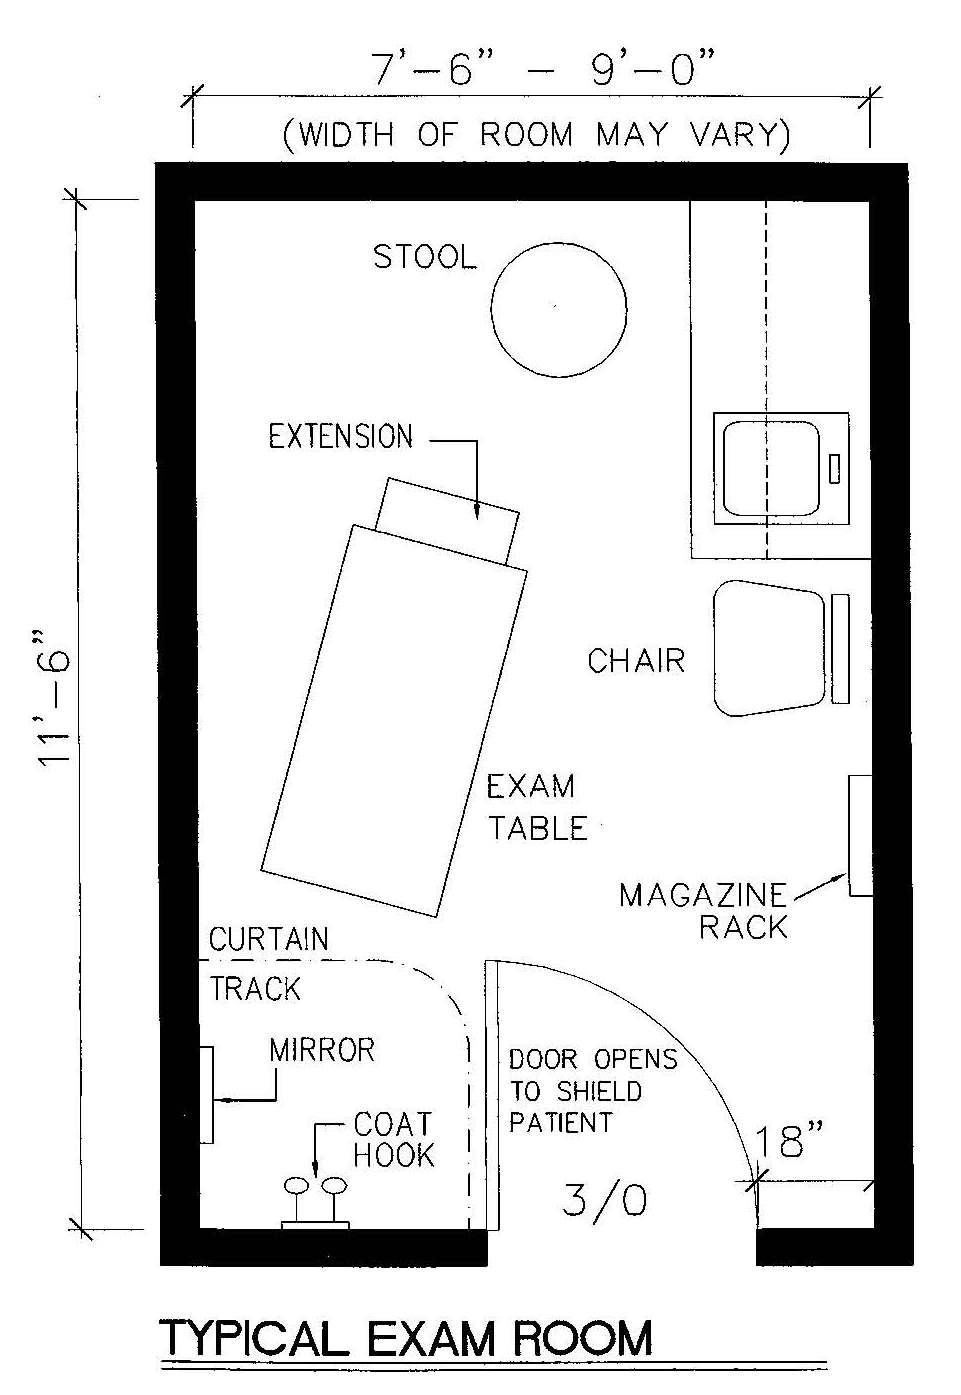 7'-6" - 9'-0"
(WIDTH OF ROOM MAY VARY)
STOOL
EXTENSION
11'-6"
CHAIR
EXAM
TABLE
MAGAZINE
RACK
CURTAIN
TRACK
MIRROR
DOOR OPENS
TO SHIELD
PATIENT
COAT
HOOK
18"
3/0
TYPICAL EXAM ROOM